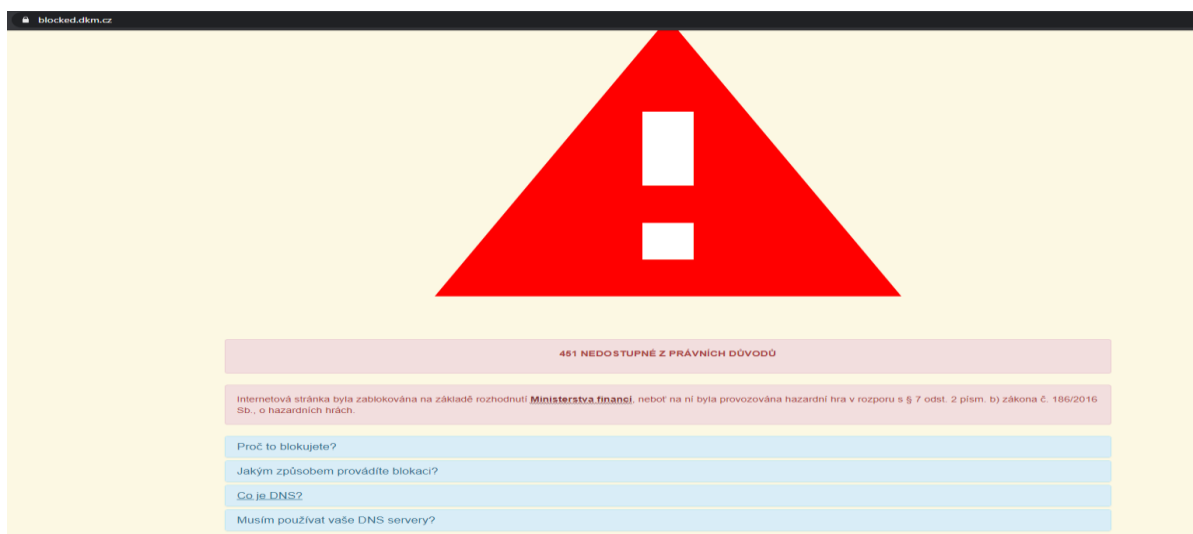 blocked.dkm.cz
451 NEDOSTUPNÉ Z PRÁVNÍCH DŮVODŮ
Internetová stránka byla zablokována na základě rozhodnutí Ministerstva financí, neboť na ní byla provozována hazardní hra v rozporu s § 7 odst. 2 písm. b) zákona č. 186/2016
Sb., o hazardních hrách.
Proč to blokujete?
Jakým způsobem provádíte blokaci?
Co je DNS?
Musím používat vaše DNS servery?